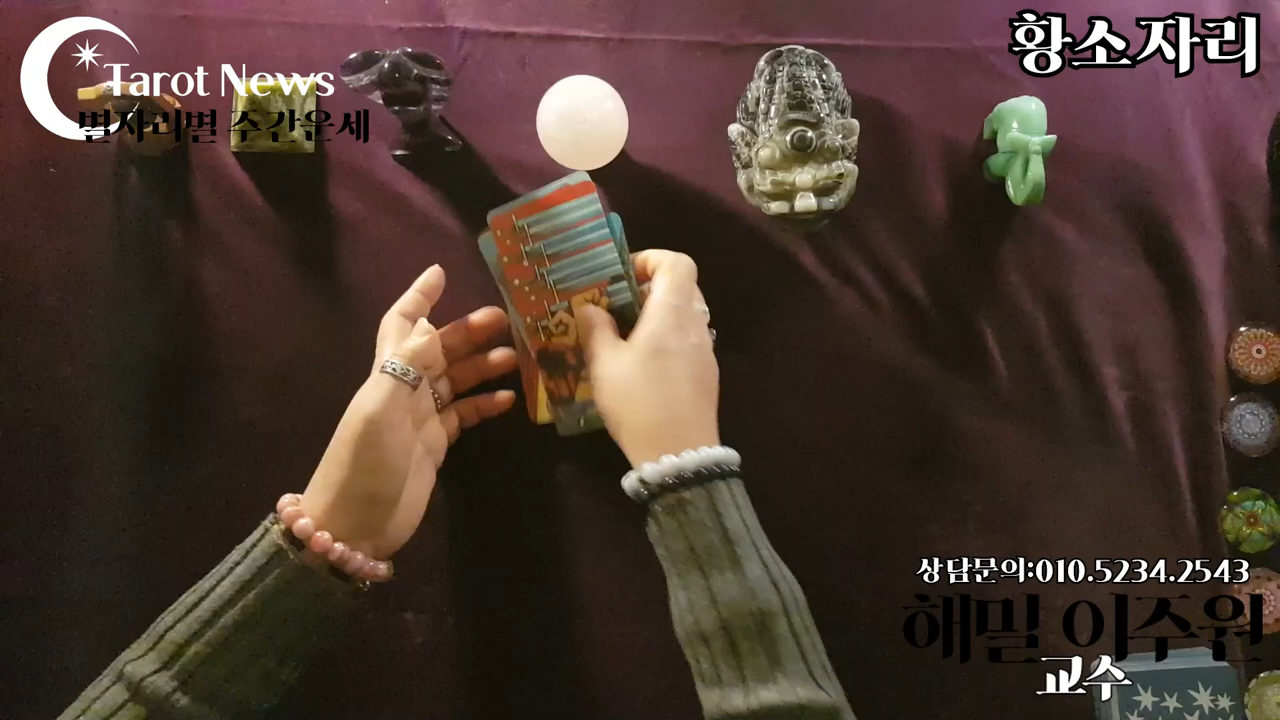 황소자리
Tarot News
별자리별 주간운세
상담문의:010.5234.2543
해밀 이주원
교수